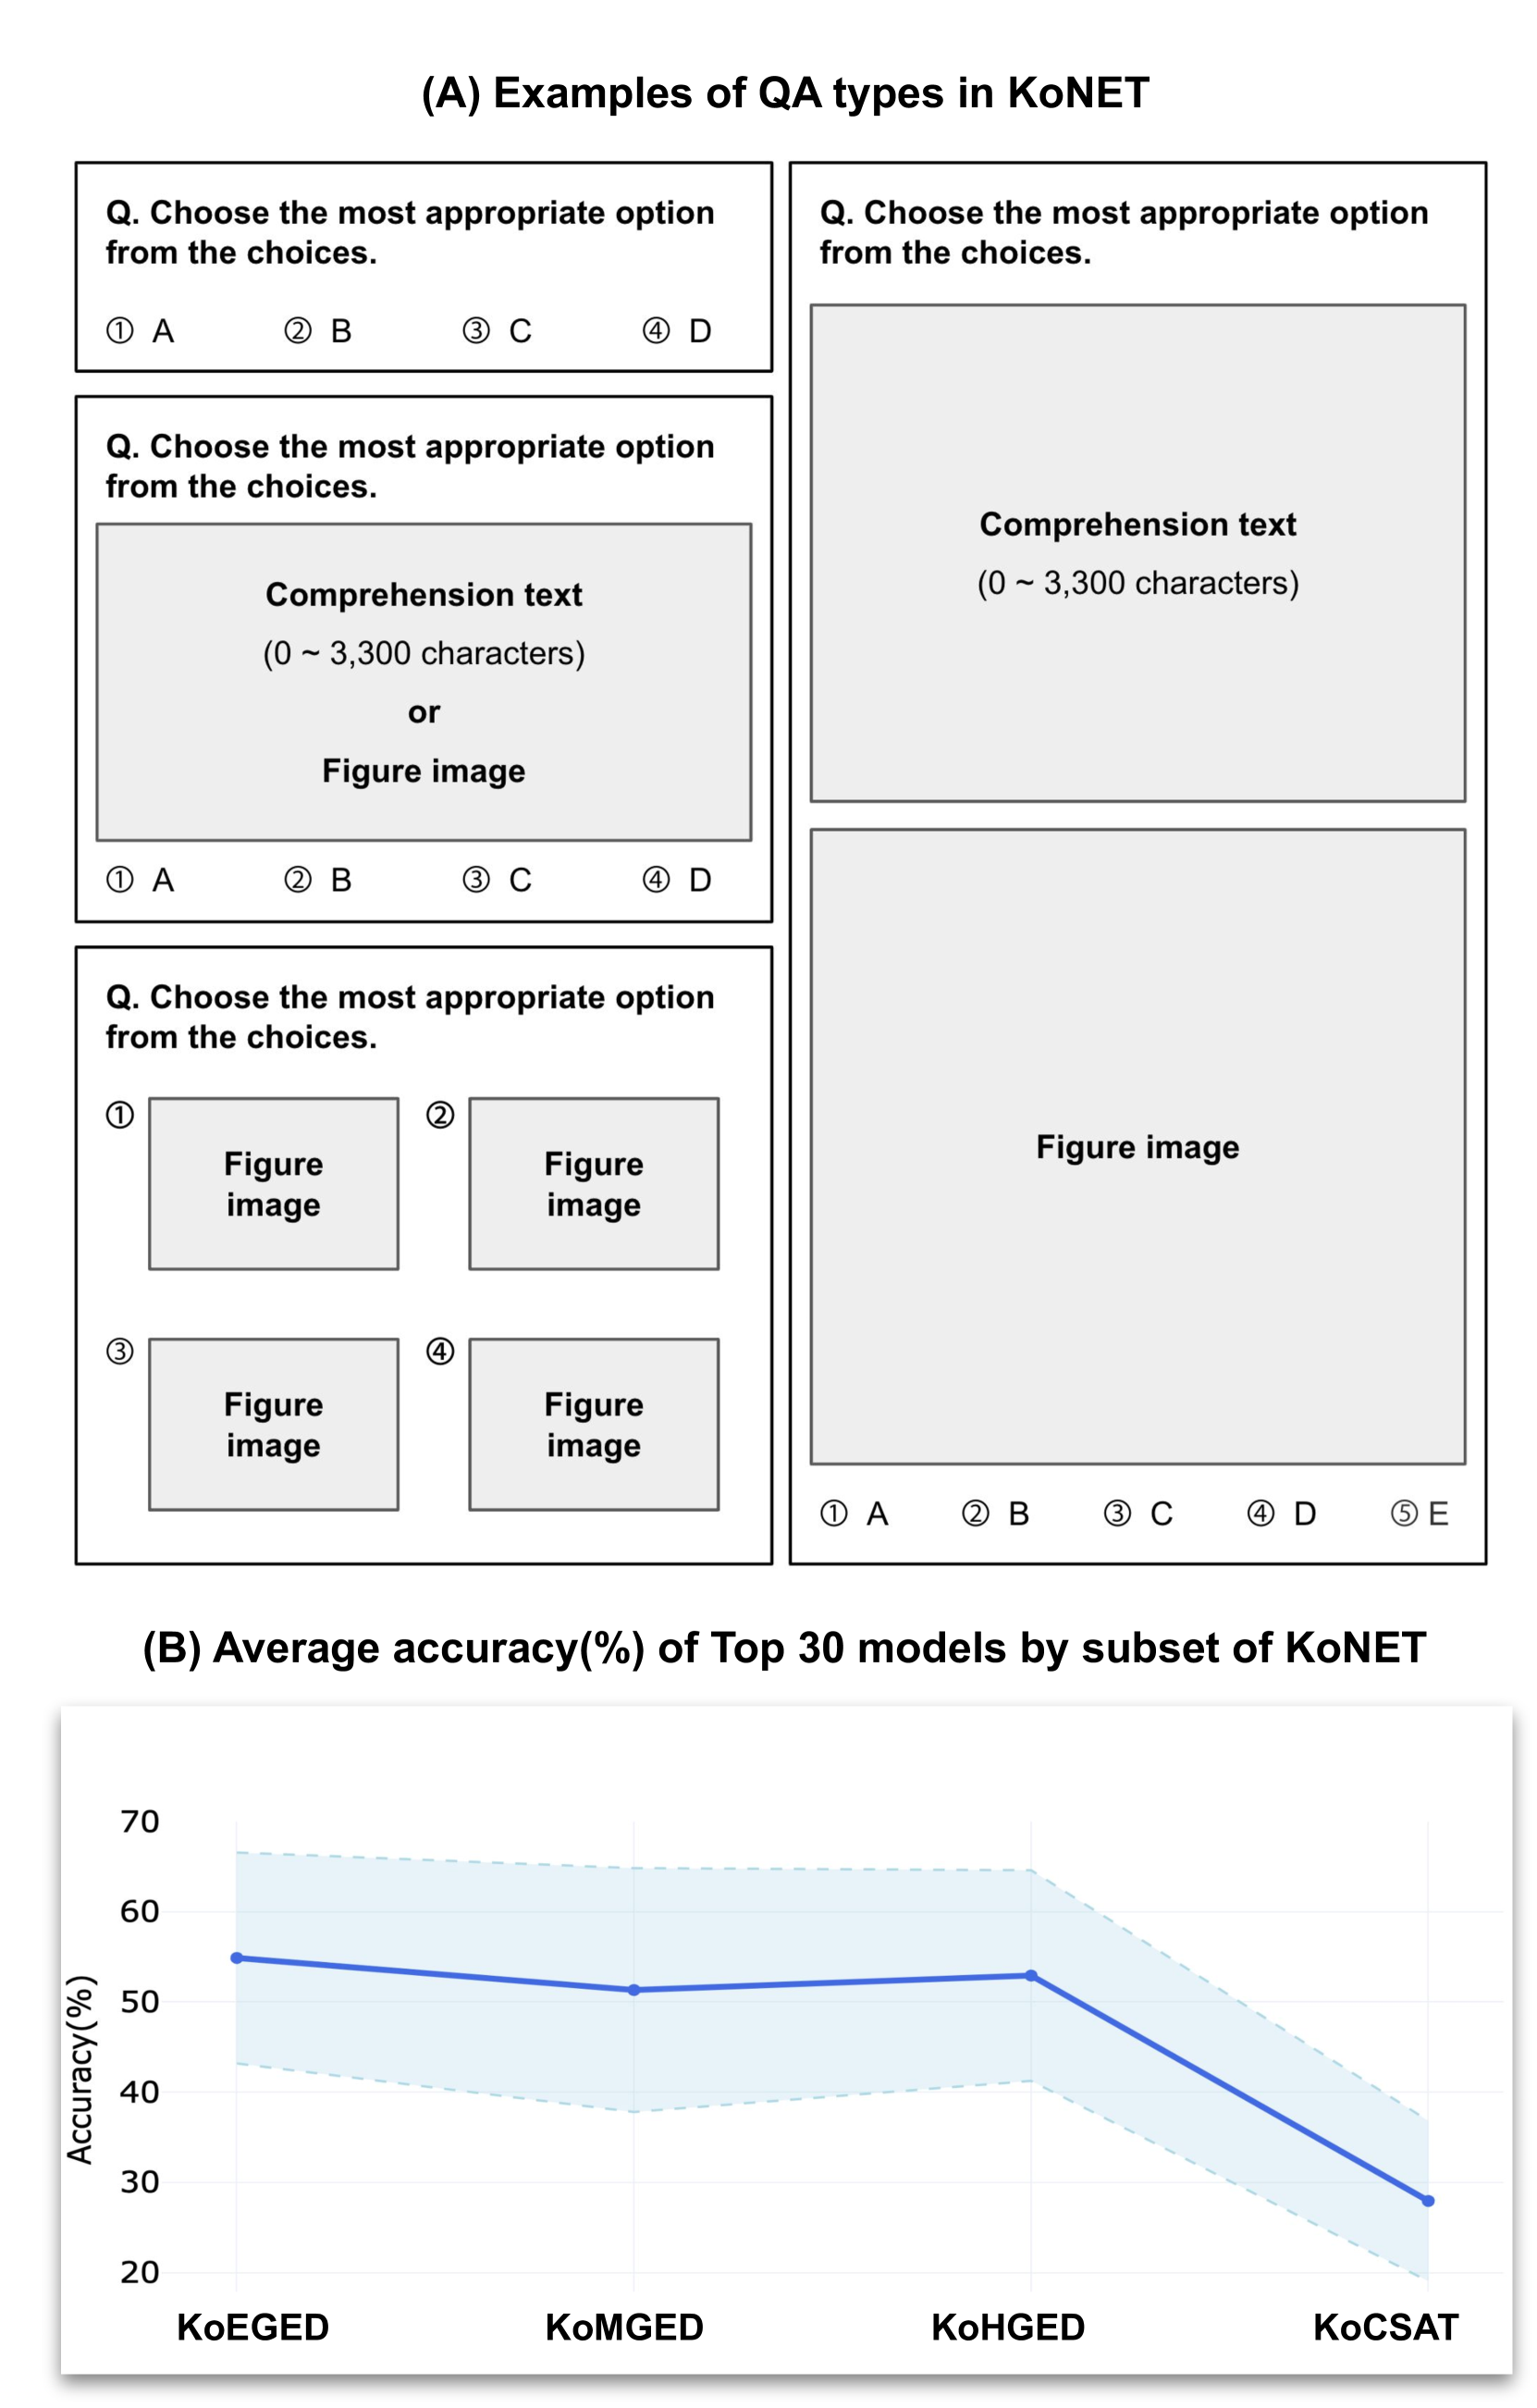 (A) Examples of QA types in KoNET
Q. Choose the most appropriate option
from the choices.
① A ② B ③ C ④ D
Q. Choose the most appropriate option
from the choices.
Comprehension text
(0 ~ 3,300 characters)
or
Figure image
① A ② B ③ C ④ D
Q. Choose the most appropriate option
from the choices.
① Figure
image
② Figure
image
③ Figure
image
④ Figure
image
Q. Choose the most appropriate option
from the choices.
Comprehension text
(0 ~ 3,300 characters)
Figure image
① A ② B ③ C ④ D ⑤ E
(B) Average accuracy(%) of Top 30 models by subset of KoNET
Accuracy(%)
70
60
50
40
30
20
KoEGED KoMGED KoHGED KoCSAT